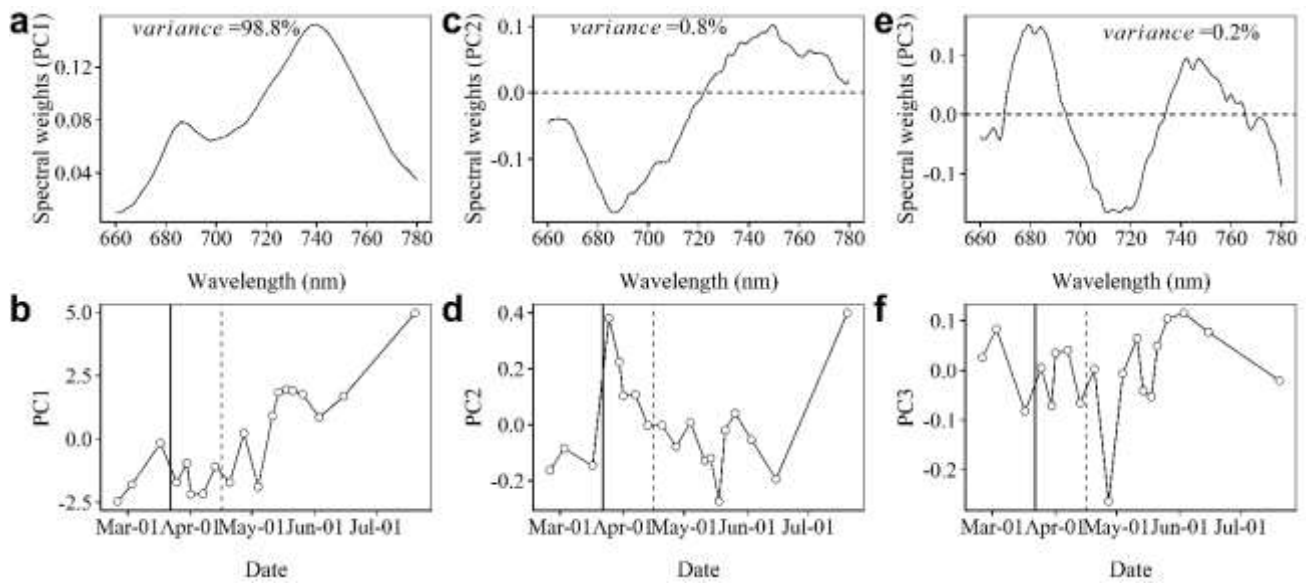 a
variance =98.8%
Spectral weights (PC1)
0.12
0.08
0.04
660 680 700 720 740 760 780
Wavelength (nm)
c
variance =0.8%
Spectral weights (PC2)
0.1
0.0
-0.1
660 680 700 720 740 760 780
Wavelength (nm)
e
variance =0.2%
Spectral weights (PC3)
0.1
0.0
-0.1
660 680 700 720 740 760 780
Wavelength (nm)
b
PC1
5.0
2.5
0.0
-2.5
Mar-01 Apr-01 May-01 Jun-01 Jul-01
Date
d
PC2
0.4
0.2
0.0
-0.2
Mar-01 Apr-01 May-01 Jun-01 Jul-01
Date
f
PC3
0.1
0.0
-0.1
-0.2
Mar-01 Apr-01 May-01 Jun-01 Jul-01
Date